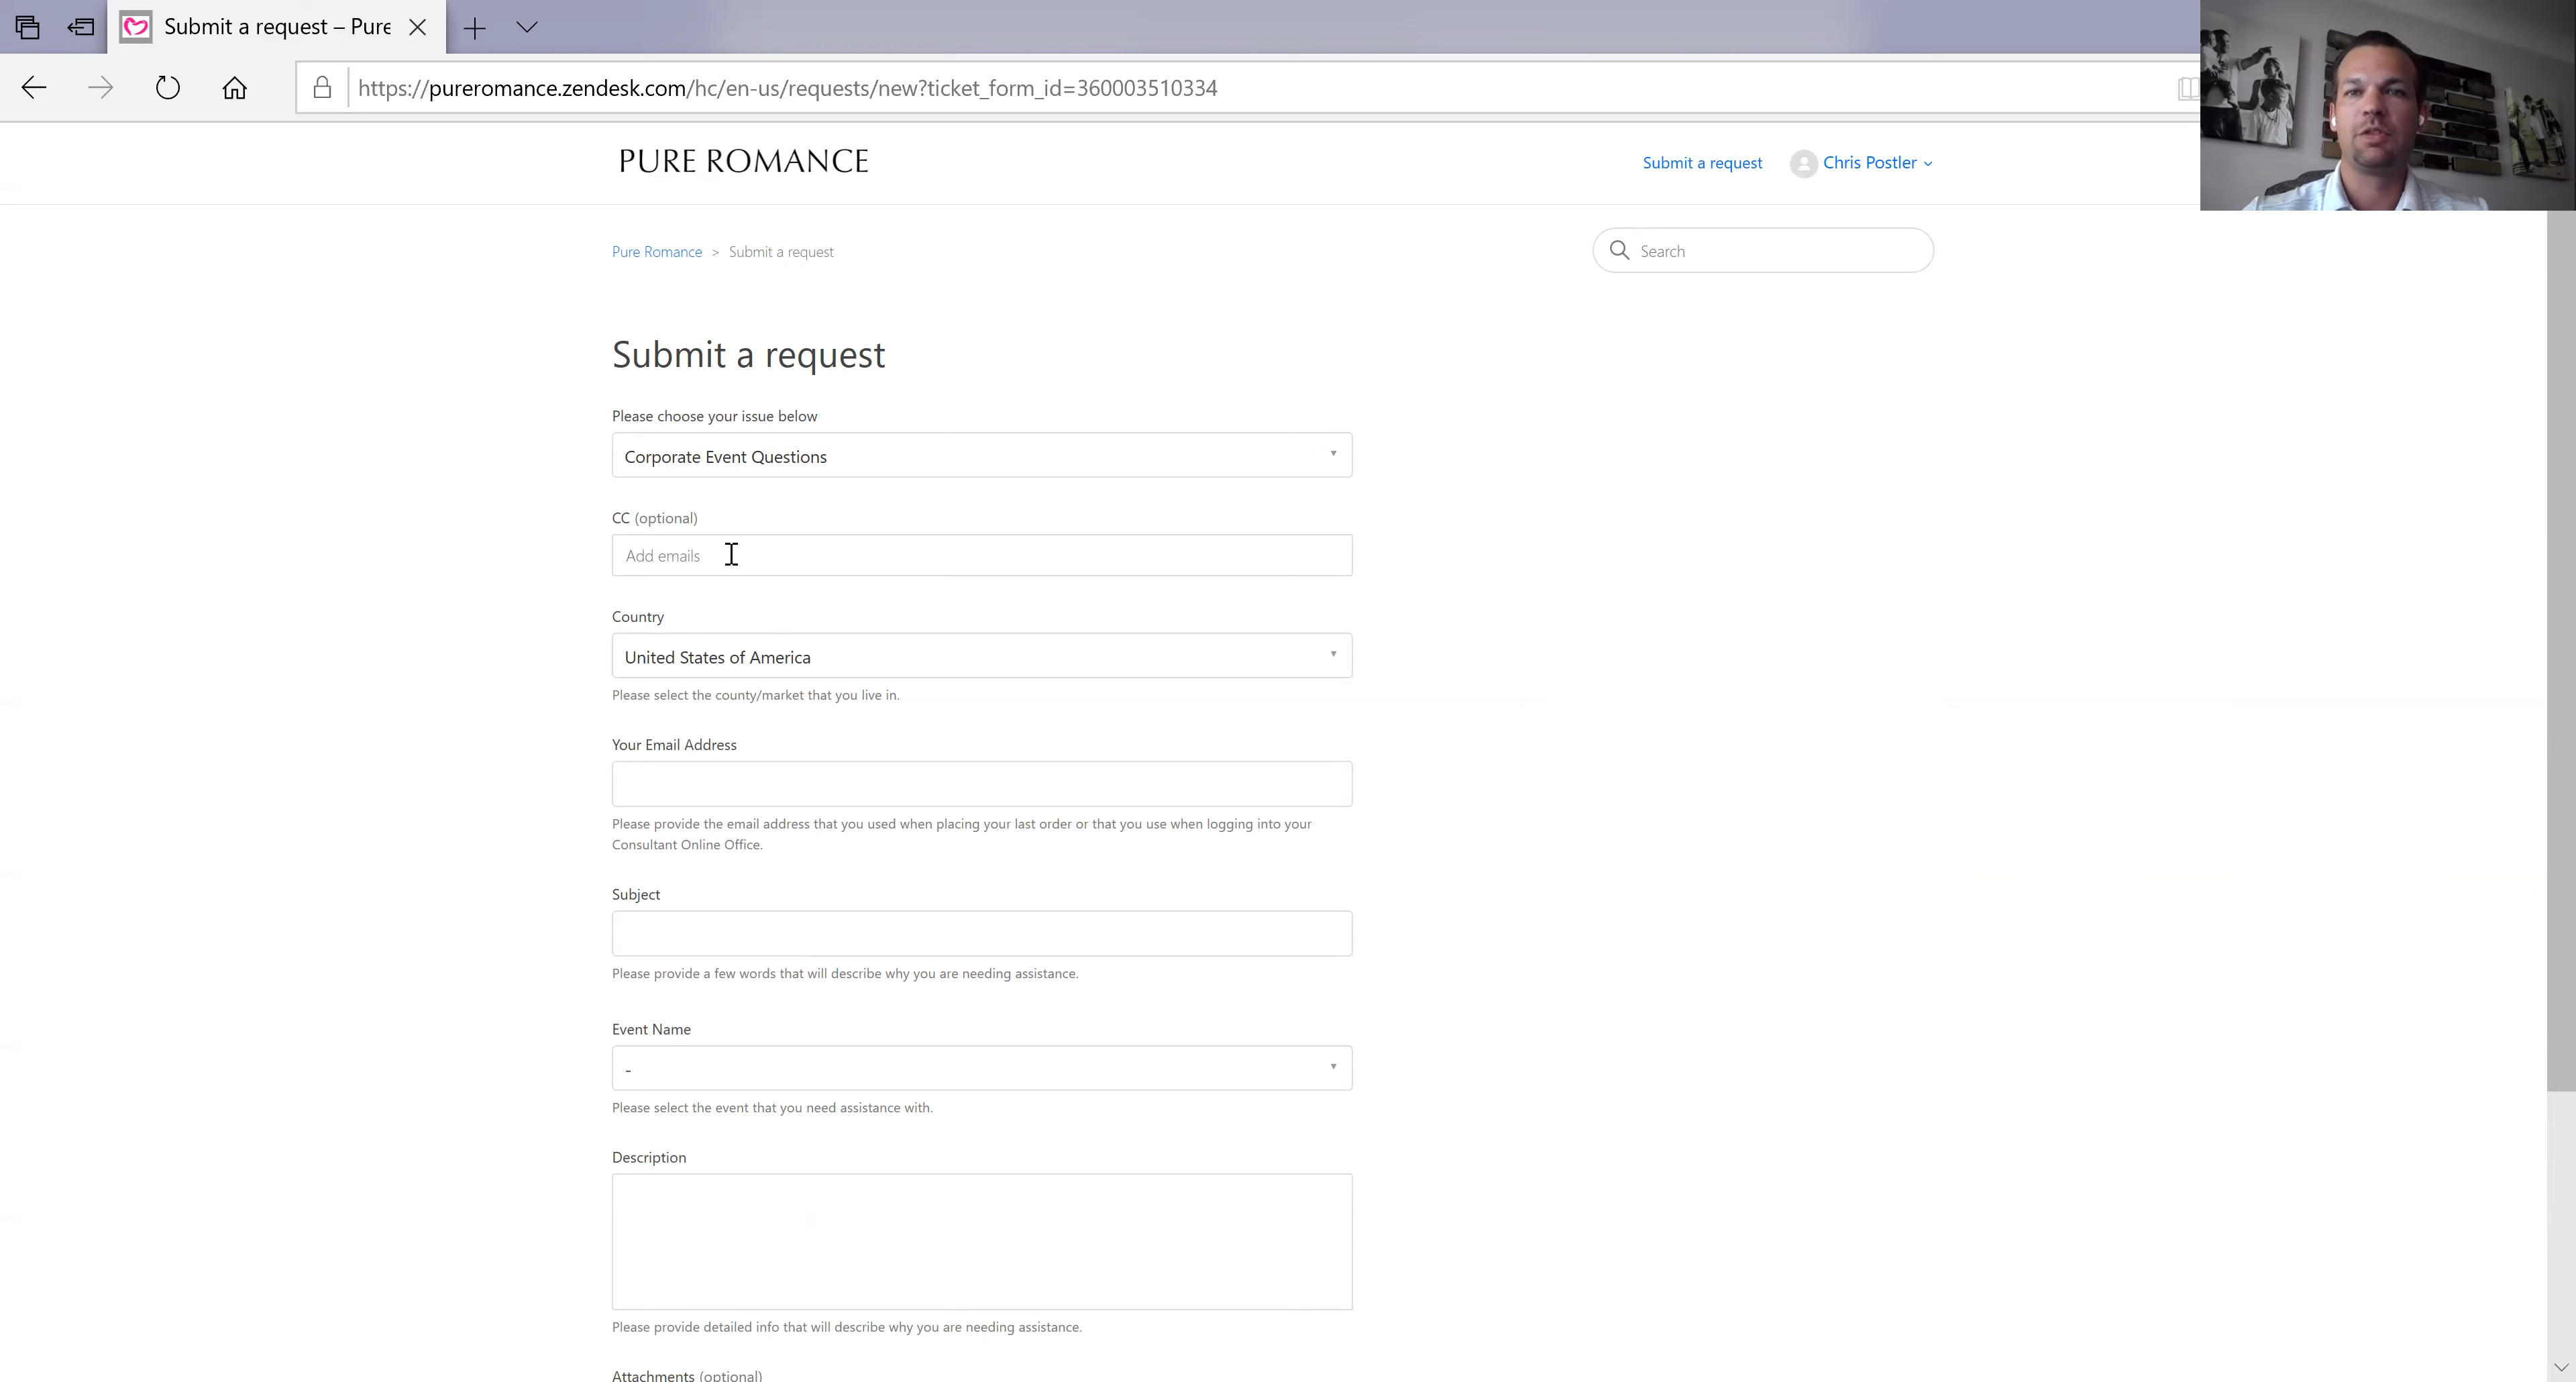 Submit a request – Pure
https://pureromance.zendesk.com/hc/en-us/requests/new?ticket_form_id=360003510334
PURE ROMANCE
Submit a request
Chris Postler
Pure Romance > Submit a request
Search
Submit a request
Please choose your issue below
Corporate Event Questions
CC (optional)
Add emails
Country
United States of America
Please select the county/market that you live in.
Your Email Address
Please provide the email address that you used when placing your last order or that you use when logging into your
Consultant Online Office.
Subject
Please provide a few words that will describe why you are needing assistance.
Event Name
-
Please select the event that you need assistance with.
Description
Please provide detailed info that will describe why you are needing assistance.
Attachments (optional)